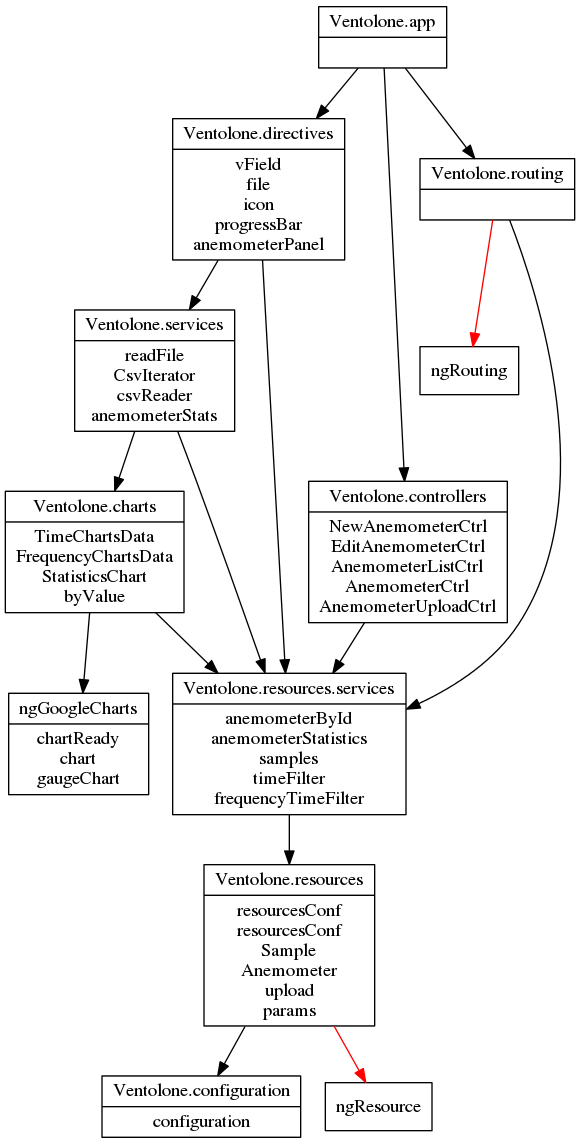 Ventolone.app
Ventolone.directives
vField
file
icon
progressBar
anemometerPanel
Ventolone.routing
Ventolone.services
readFile
CsvIterator
csvReader
anemometerStats
ngRouting
Ventolone.charts
TimeChartsData
FrequencyChartsData
StatisticsChart
byValue
Ventolone.controllers
NewAnemometerCtrl
EditAnemometerCtrl
AnemometerListCtrl
AnemometerCtrl
AnemometerUploadCtrl
ngGoogleCharts
chartReady
chart
gaugeChart
Ventolone.resources.services
anemometerById
anemometerStatistics
samples
timeFilter
frequencyTimeFilter
Ventolone.resources
resourcesConf
resourcesConf
Sample
Anemometer
upload
params
Ventolone.configuration
configuration
ngResource